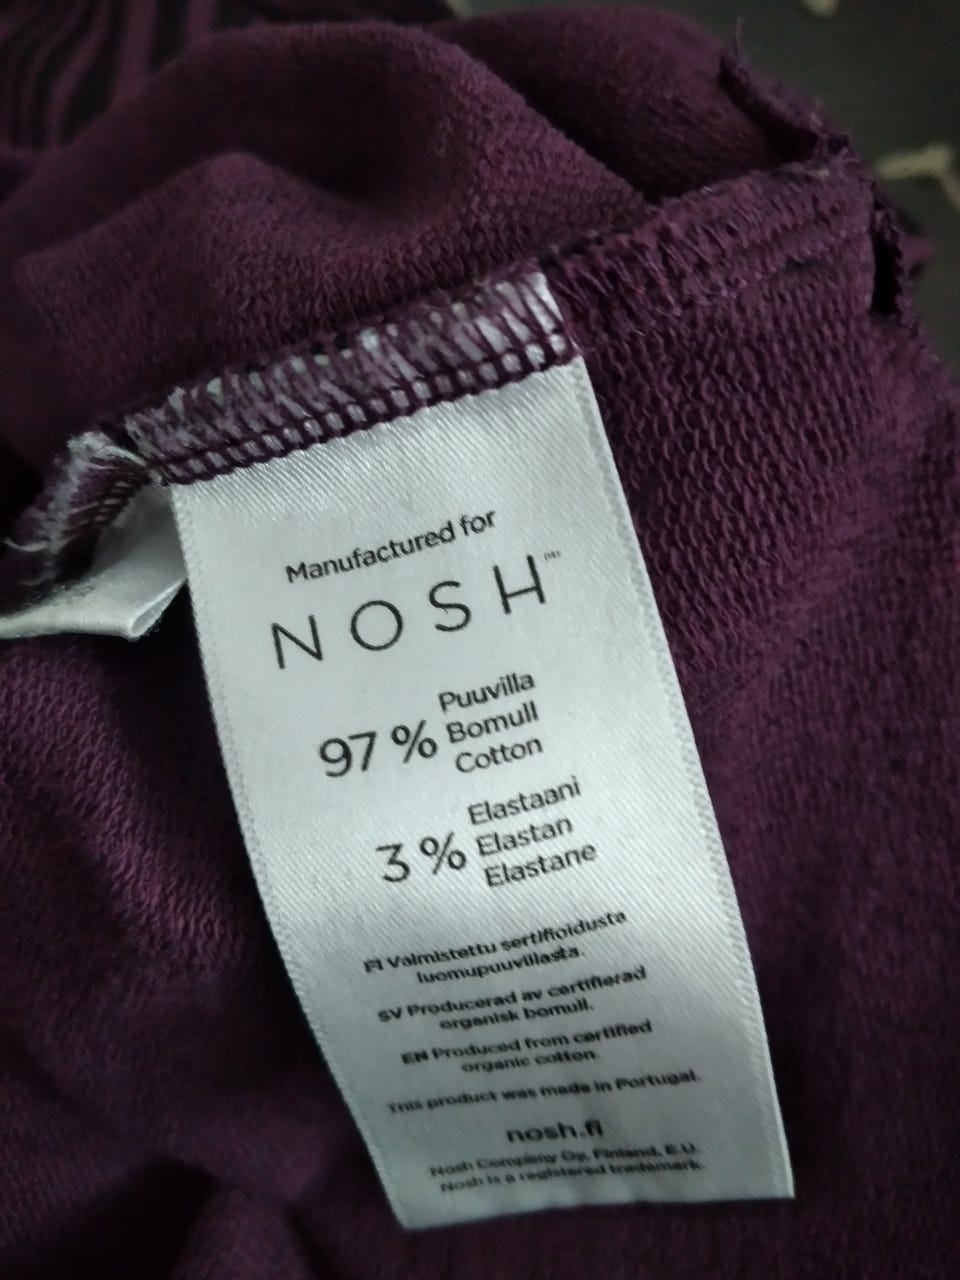 Manufactured for
NOSH™
97 % Puuvilla
Bomull
Cotton
3 % Elastaani
Elastan
Elastane
FI Valmistettu sertifioidusta
luomupuuvillasta.
SV Producerad av certifierad
organisk bomull.
EN Produced from certified
organic cotton.
This product was made in Portugal.
nosh.fi
Nosh Company Oy, Finland, E.U.
Nosh is a registered trademark.